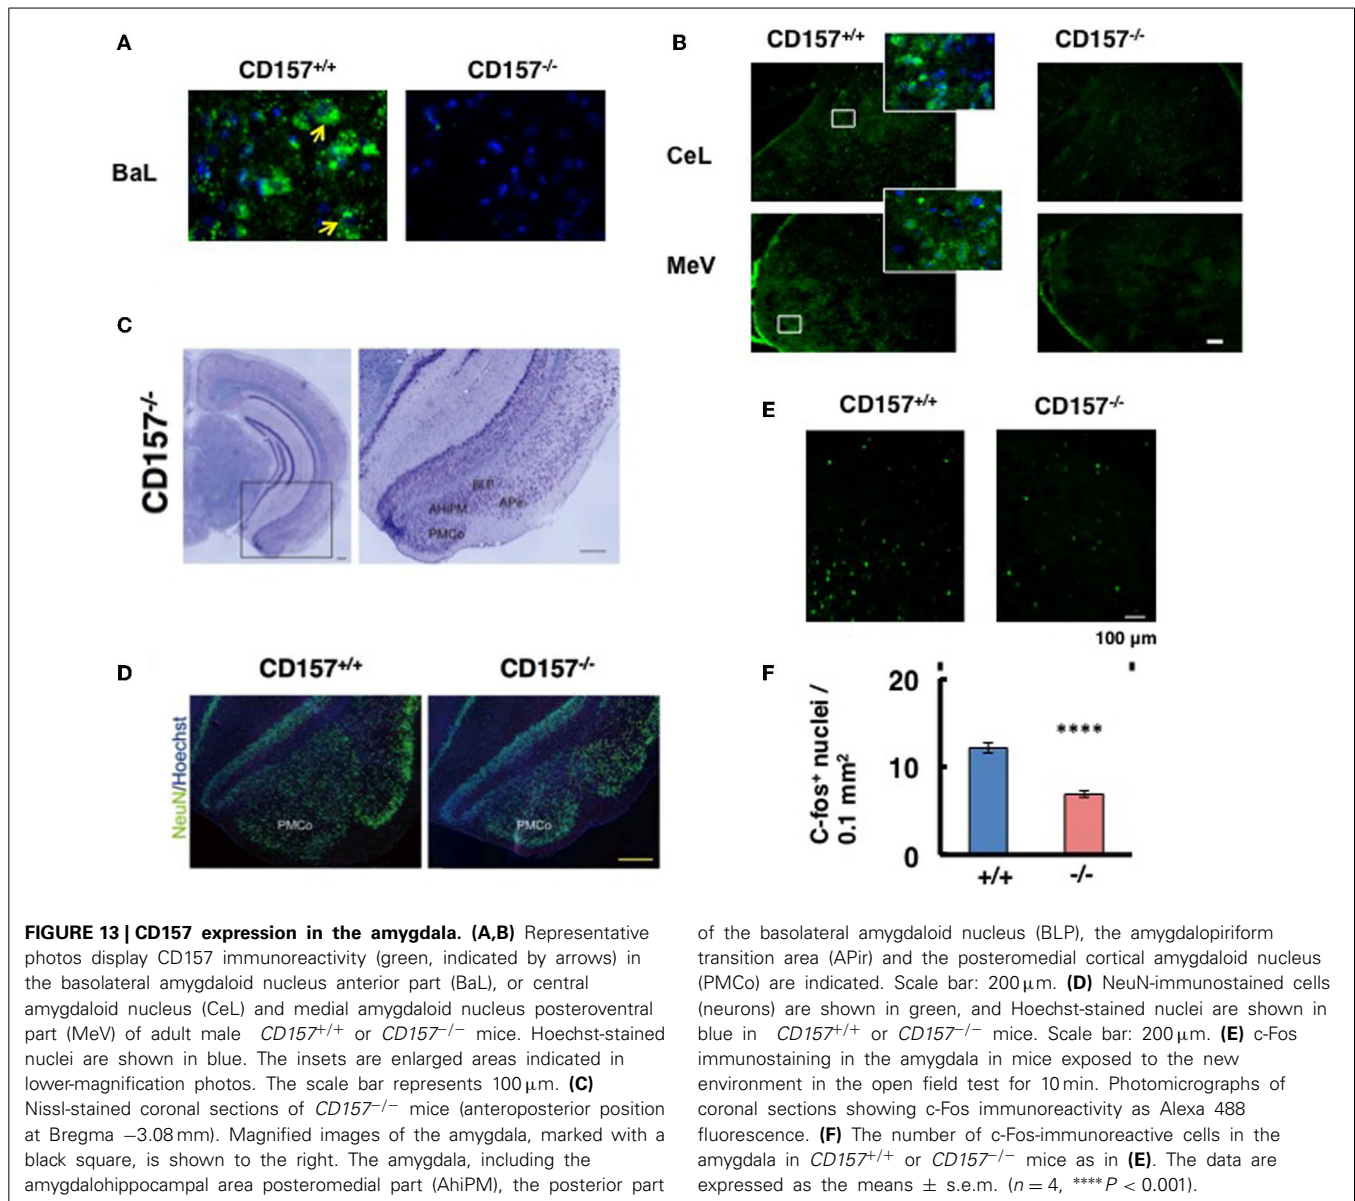 A
CD157+/+
CD157-/-
BaL
B
CD157+/+
CD157-/-
CeL
MeV
C
CD157-/-
BLP
AHiPM
APir
PMCo
D
CD157+/+
CD157-/-
NeuN/Hoechst
PMCo
PMCo
E
CD157+/+
CD157-/-
100 µm
F
C-fos+ nuclei /
0.1 mm2
20
10
0
****
+/+
-/-
FIGURE 13 | CD157 expression in the amygdala. (A,B) Representative
photos display CD157 immunoreactivity (green, indicated by arrows) in
the basolateral amygdaloid nucleus anterior part (BaL), or central
amygdaloid nucleus (CeL) and medial amygdaloid nucleus posteroventral
part (MeV) of adult male CD157+/+ or CD157−/− mice. Hoechst-stained
nuclei are shown in blue. The insets are enlarged areas indicated in
lower-magnification photos. The scale bar represents 100 µm. (C)
Nissl-stained coronal sections of CD157−/− mice (anteroposterior position
at Bregma −3.08 mm). Magnified images of the amygdala, marked with a
black square, is shown to the right. The amygdala, including the
amygdalohippocampal area posteromedial part (AhiPM), the posterior part
of the basolateral amygdaloid nucleus (BLP), the amygdalopiriform
transition area (APir) and the posteromedial cortical amygdaloid nucleus
(PMCo) are indicated. Scale bar: 200 µm. (D) NeuN-immunostained cells
(neurons) are shown in green, and Hoechst-stained nuclei are shown in
blue in CD157+/+ or CD157−/− mice. Scale bar: 200 µm. (E) c-Fos
immunostaining in the amygdala in mice exposed to the new
environment in the open field test for 10 min. Photomicrographs of
coronal sections showing c-Fos immunoreactivity as Alexa 488
fluorescence. (F) The number of c-Fos-immunoreactive cells in the
amygdala in CD157+/+ or CD157−/− mice as in (E). The data are
expressed as the means ± s.e.m. (n = 4, ****P < 0.001).